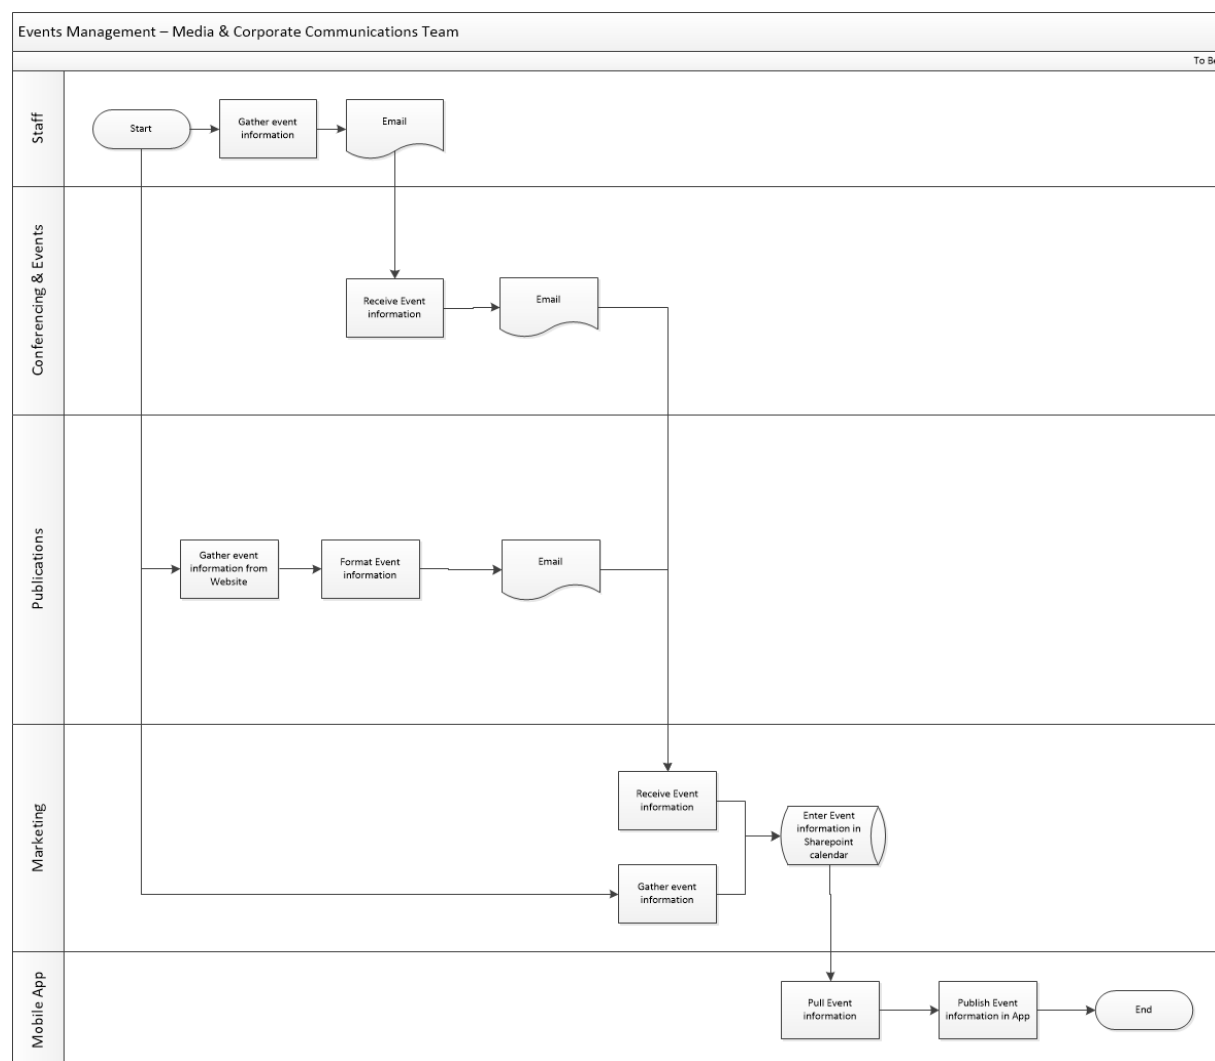 Events Management – Media & Corporate Communications Team
To Be
Staff
Start
Gather event
information
Email
Conferencing & Events
Receive Event
information
Email
Publications
Gather event
information from
Website
Format Event
information
Email
Marketing
Receive Event
information
Enter Event
information in
Sharepoint
calendar
Gather event
information
Mobile App
Pull Event
information
Publish Event
information in App
End